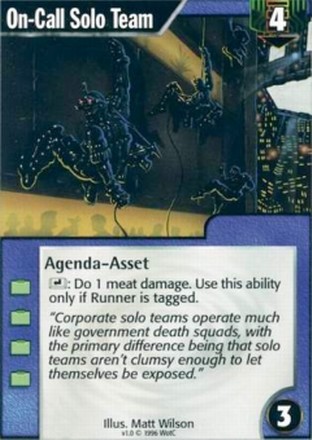 On-Call Solo Team
4
Agenda-Asset
: Do 1 meat damage. Use this ability
only if Runner is tagged.
"Corporate solo teams operate much
like government death squads, with
the primary difference being that solo
teams aren't clumsy enough to let
themselves be exposed."
Illus. Matt Wilson
v1.0 © 1996 WotC
3